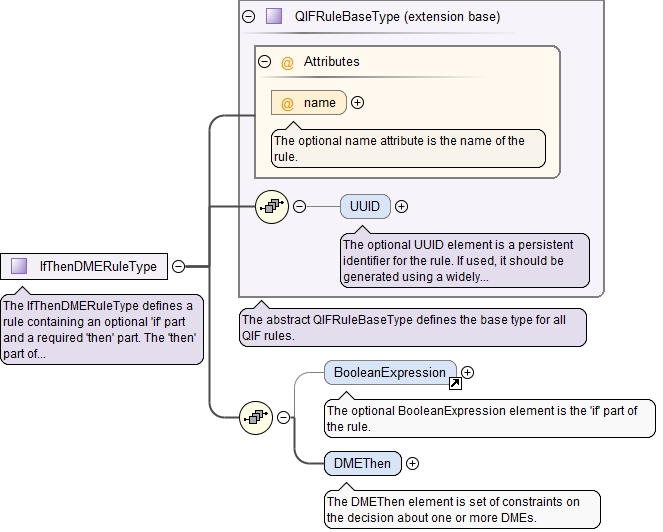 QIFRuleBaseType (extension base)
@ Attributes
@ name
The optional name attribute is the name of the
rule.
UUID
The optional UUID element is a persistent
identifier for the rule. If used, it should be
generated using a widely...
IfThenDMERuleType
The IfThenDMERuleType defines a
rule containing an optional 'if' part
and a required 'then' part. The 'then'
part of...
The abstract QIFRuleBaseType defines the base type for all
QIF rules.
BooleanExpression
The optional BooleanExpression element is the 'if' part of
the rule.
DMEThen
The DMEThen element is set of constraints on
the decision about one or more DMEs.